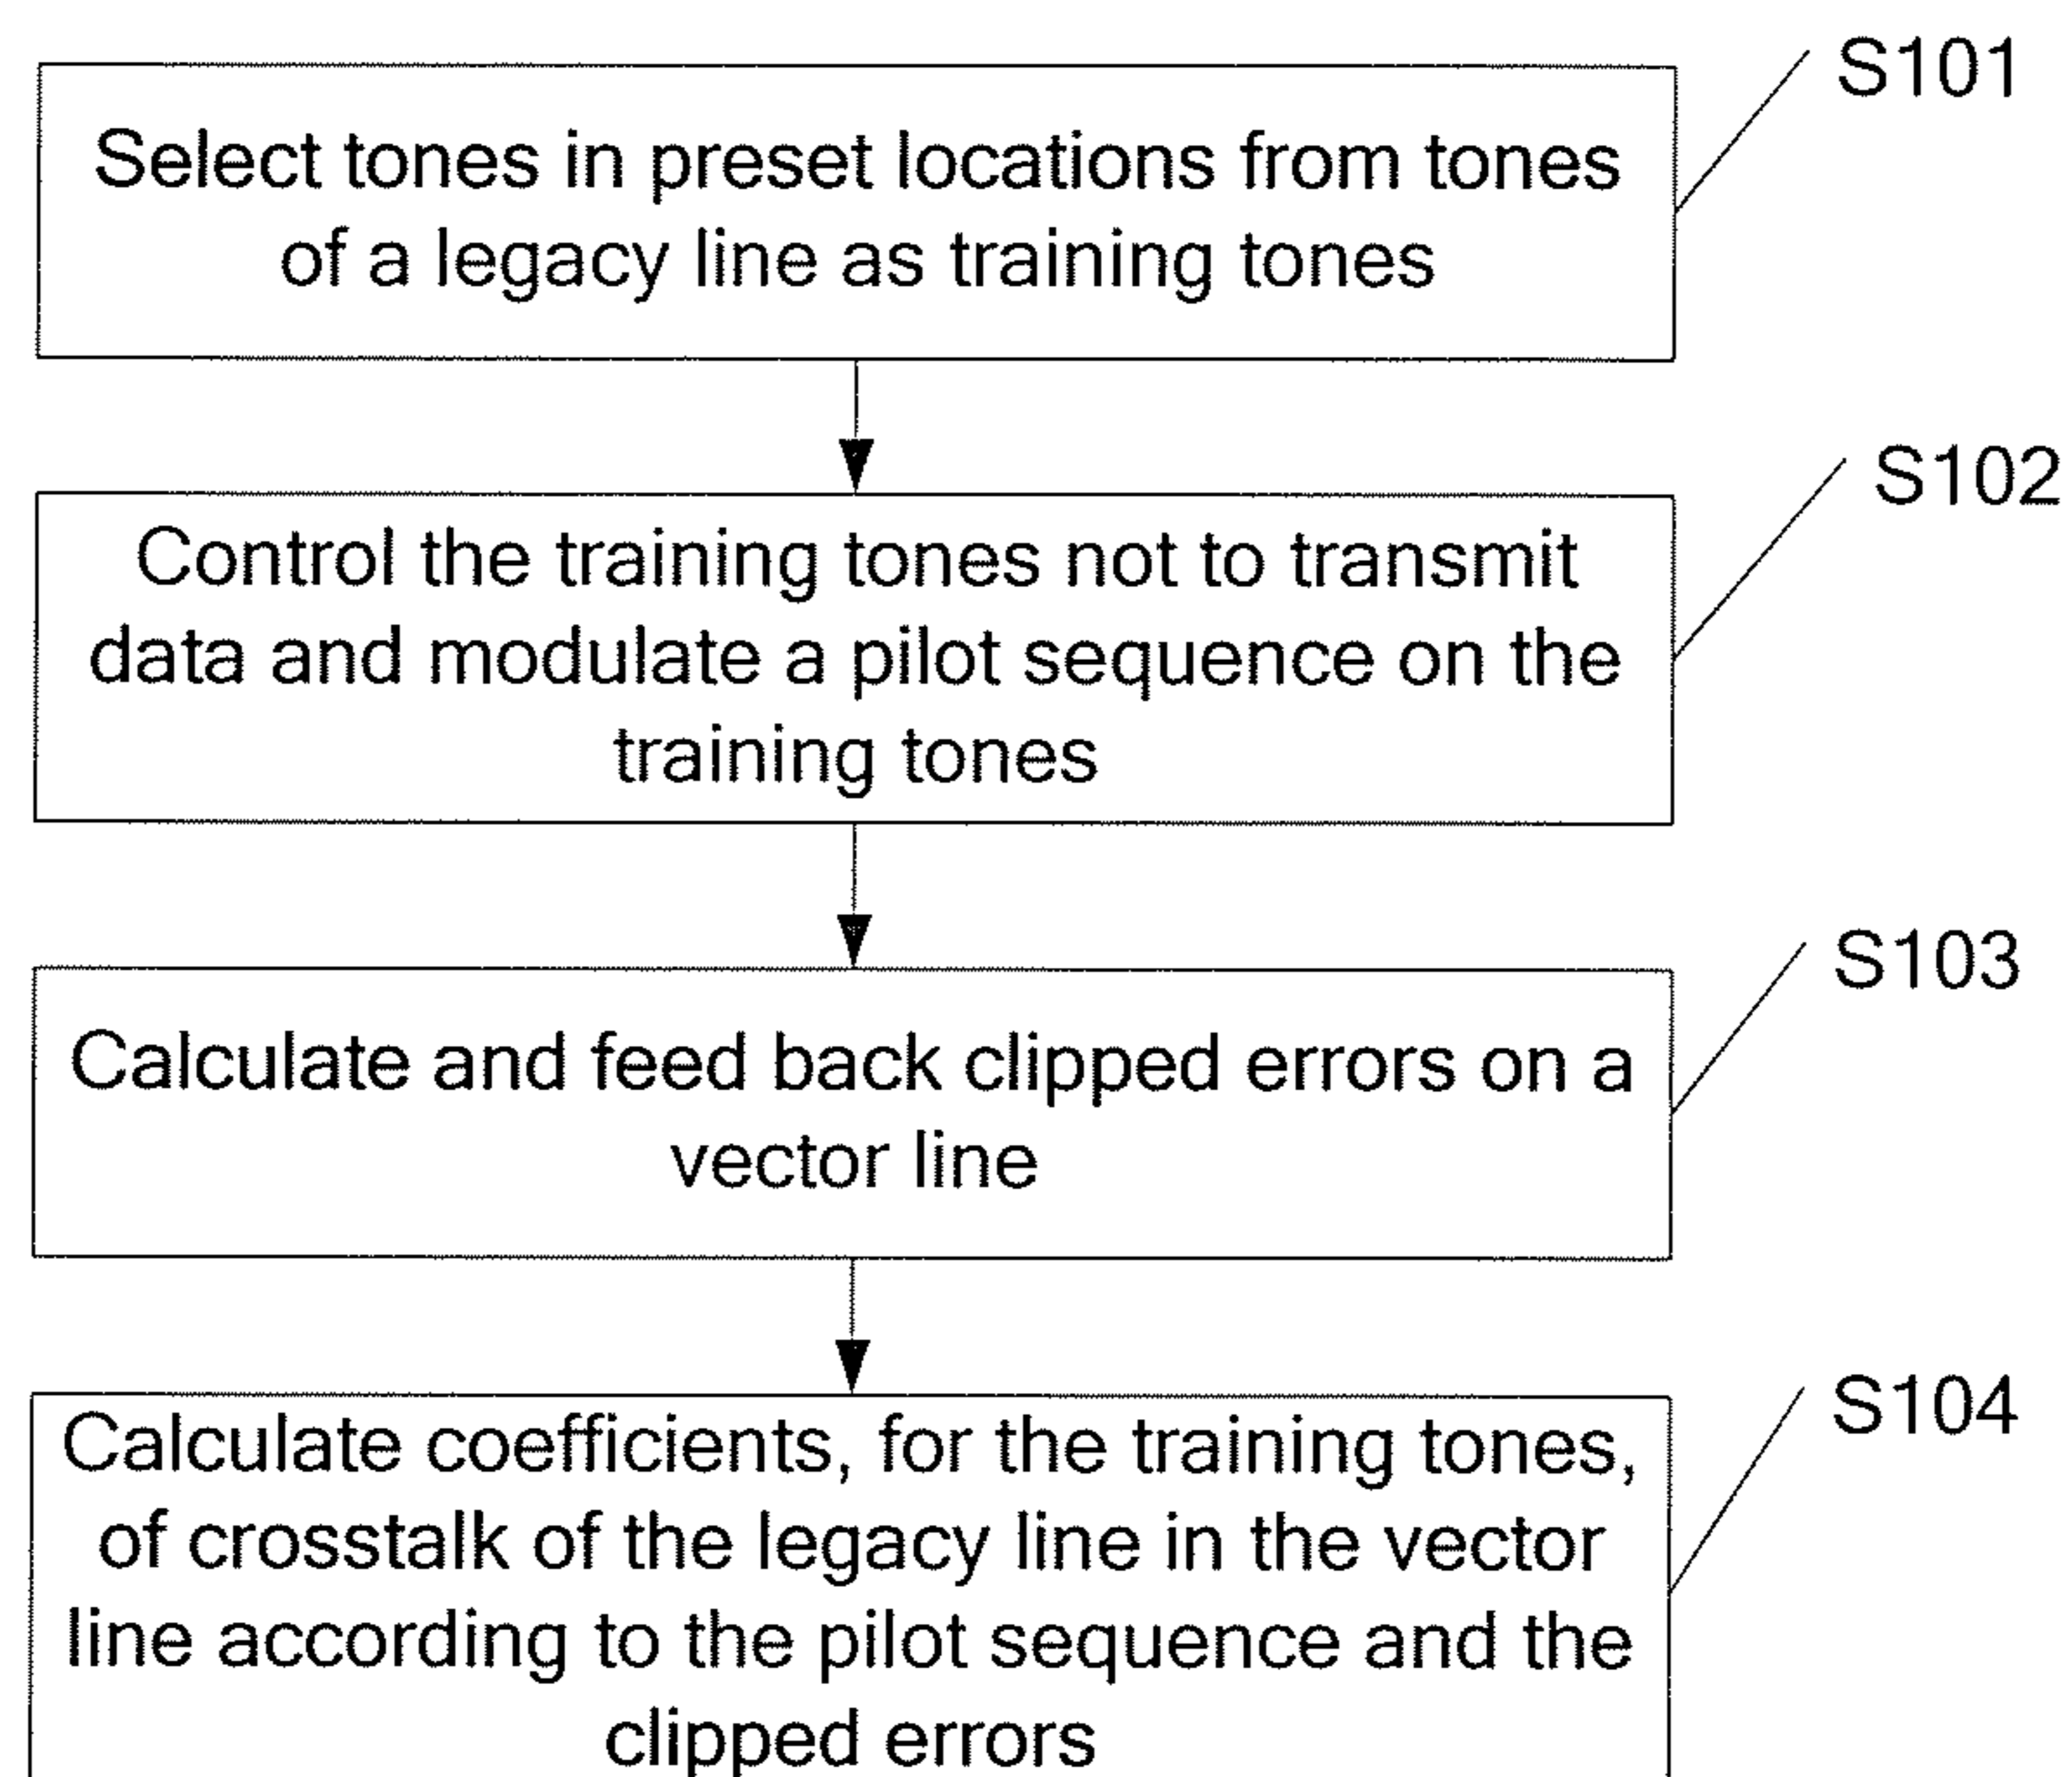 S101
Select tones in preset locations from tones
of a legacy line as training tones
S102
Control the training tones not to transmit
data and modulate a pilot sequence on the
training tones
S103
Calculate and feed back clipped errors on a
vector line
S104
Calculate coefficients, for the training tones,
of crosstalk of the legacy line in the vector
line according to the pilot sequence and the
clipped errors